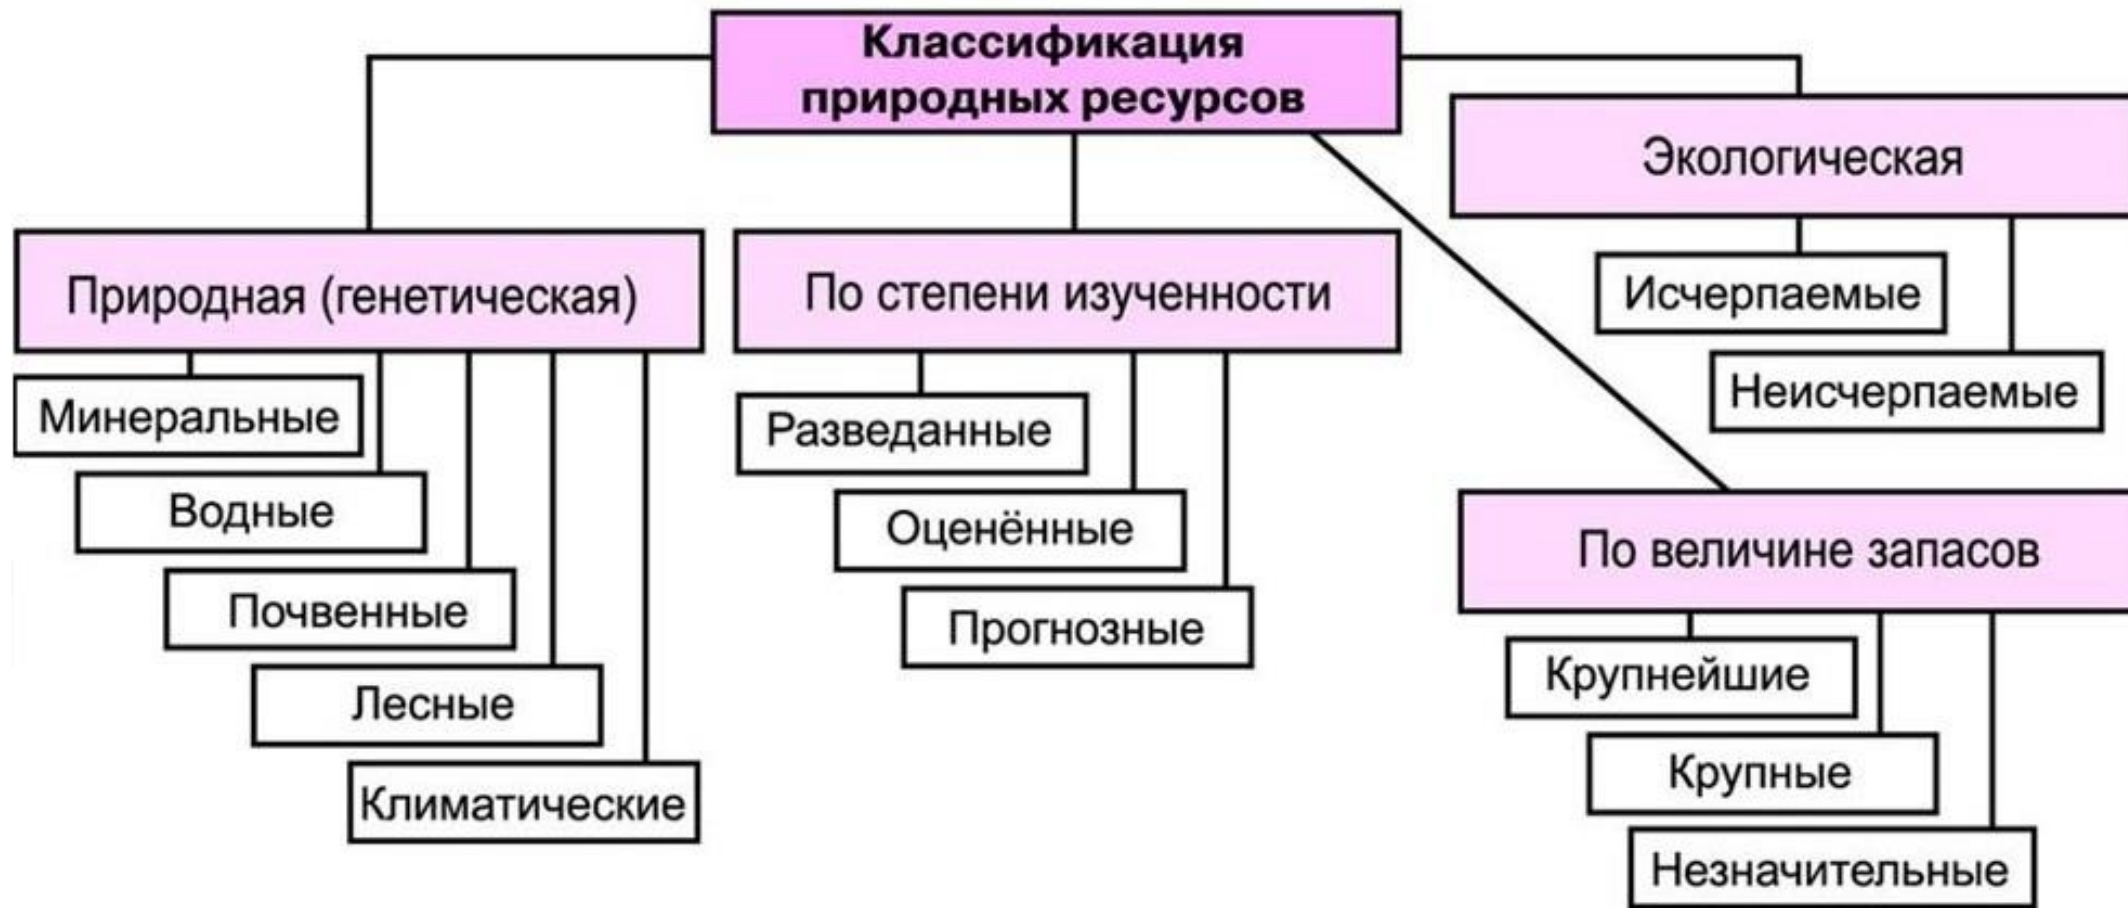 Классификация
природных ресурсов
Экологическая
Исчерпаемые
Неисчерпаемые
Природная (генетическая)
Минеральные
Водные
Почвенные
Лесные
Климатические
По степени изученности
Разведанные
Оценённые
Прогнозные
По величине запасов
Крупнейшие
Крупные
Незначительные